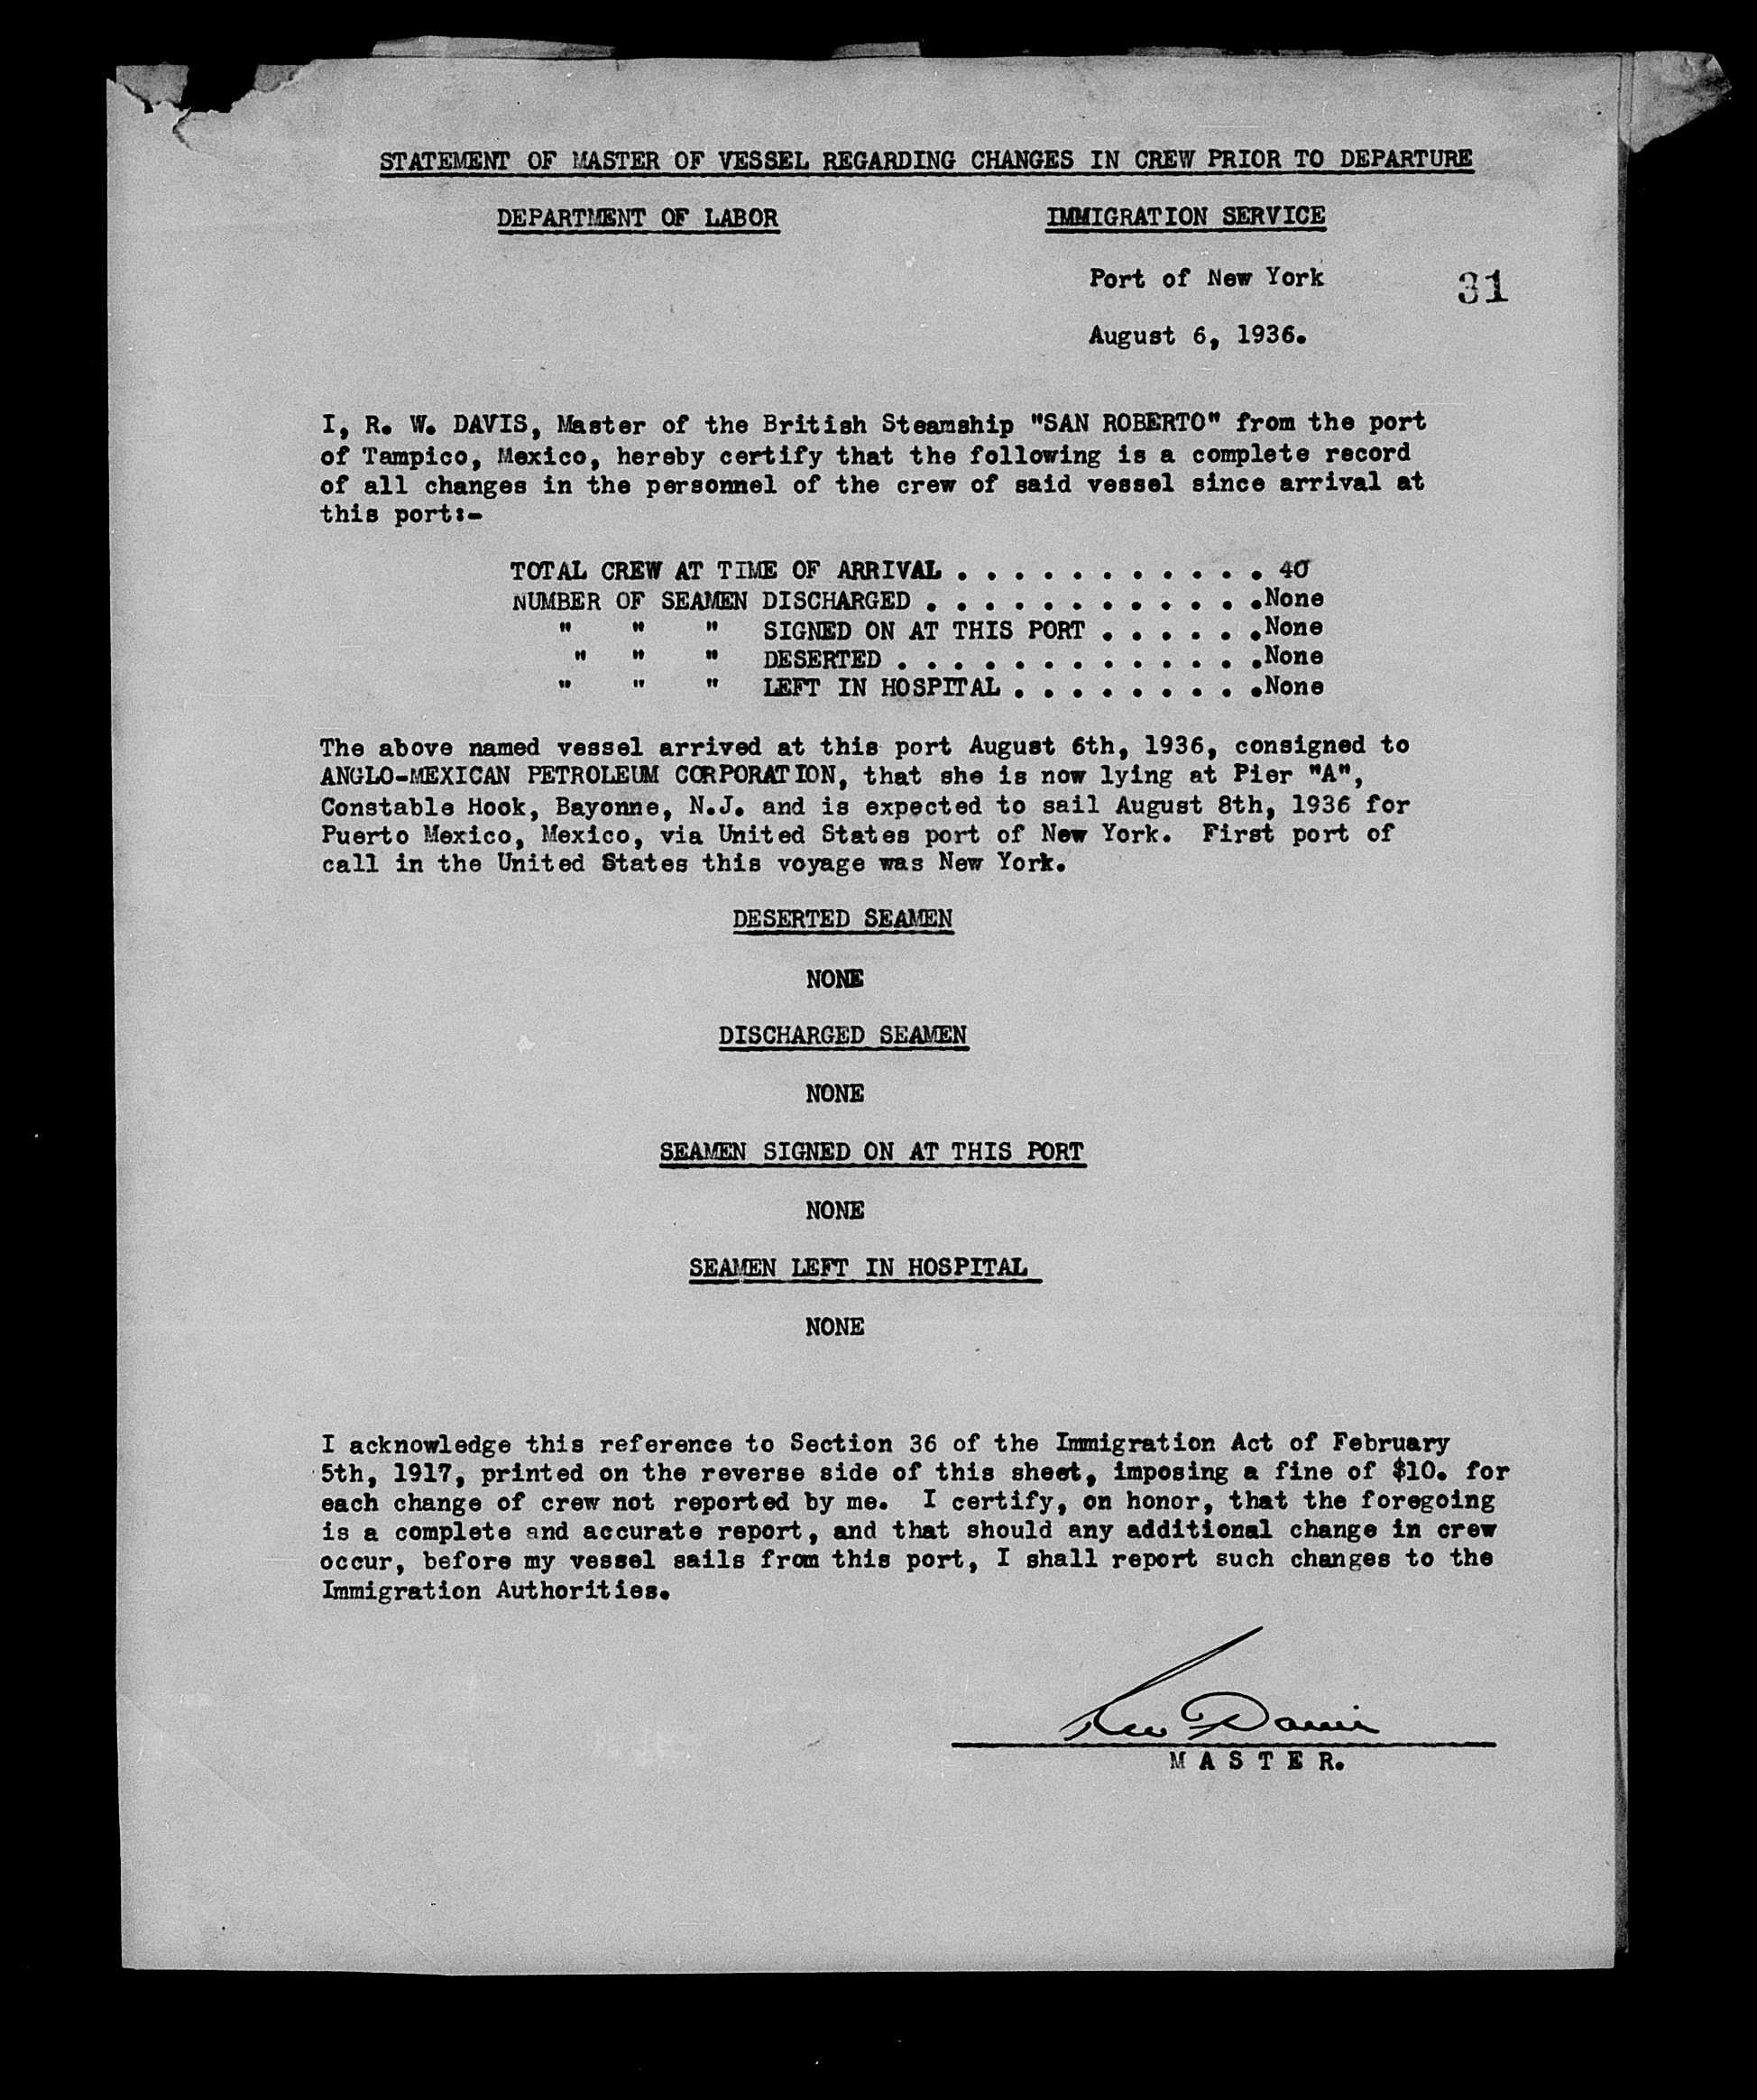 STATEMENT OF MASTER OF VESSEL REGARDING CHANGES IN CREW PRIOR TO DEPARTURE
DEPARTMENT OF LABOR IMMIGRATION SERVICE
Port of New York 31
August 6, 1936.
I, R. W. DAVIS, Master of the British Steamship "SAN ROBERTO" from the port
of Tampico, Mexico, hereby certify that the following is a complete record
of all changes in the personnel of the crew of said vessel since arrival at
this port:-
TOTAL CREW AT TIME OF ARRIVAL . . . . . . . . . . . 40
NUMBER OF SEAMEN DISCHARGED . . . . . . . . . . . .None
" " " SIGNED ON AT THIS PORT . . . . . .None
" " " DESERTED . . . . . . . . . . . . .None
" " " LEFT IN HOSPITAL . . . . . . . . .None
The above named vessel arrived at this port August 6th, 1936, consigned to
ANGLO-MEXICAN PETROLEUM CORPORATION, that she is now lying at Pier "A",
Constable Hook, Bayonne, N.J. and is expected to sail August 8th, 1936 for
Puerto Mexico, Mexico, via United States port of New York. First port of
call in the United States this voyage was New York.
DESERTED SEAMEN
NONE
DISCHARGED SEAMEN
NONE
SEAMEN SIGNED ON AT THIS PORT
NONE
SEAMEN LEFT IN HOSPITAL
NONE
I acknowledge this reference to Section 36 of the Immigration Act of February
5th, 1917, printed on the reverse side of this sheet, imposing a fine of $10. for
each change of crew not reported by me. I certify, on honor, that the foregoing
is a complete and accurate report, and that should any additional change in crew
occur, before my vessel sails from this port, I shall report such changes to the
Immigration Authorities.
RW Davis
MASTER.